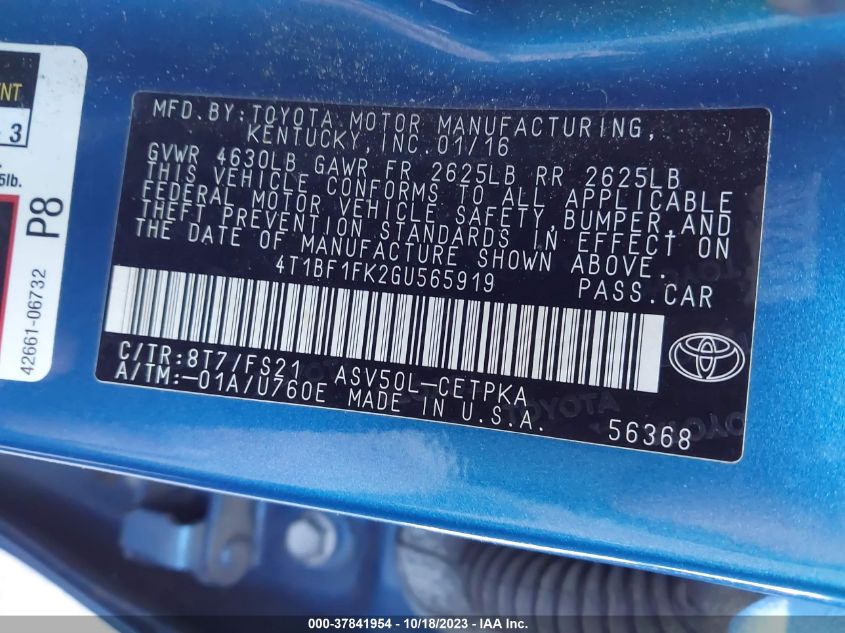 NT
3
5lb.
P8
42661-06732
MFD.BY:TOYOTA MOTOR MANUFACTURING,
KENTUCKY, INC.01/16
GVWR 4630LB GAWR FR 2625LB RR 2625LB
THIS VEHICLE CONFORMS TO ALL APPLICABLE
FEDERAL MOTOR VEHICLE SAFETY,BUMPER,AND
THEFT PREVENTION STANDARDS IN EFFECT ON
THE DATE OF MANUFACTURE SHOWN ABOVE.
4T1BF1FK2GU565919 PASS.CAR
C/TR:8T7/FS21 ASV50L-CETPKA
A/TM:-01A/U760E MADE IN U.S.A.
56368
TOYOTA
000-37841954 - 10/18/2023 - IAA Inc.